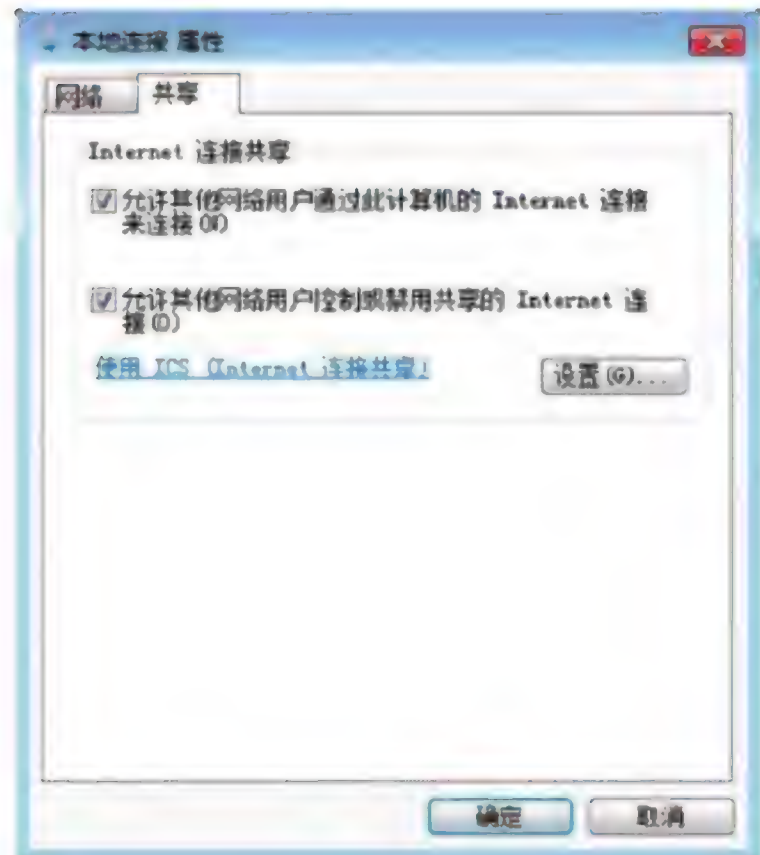 本地连接 属性
网络 共享
Internet 连接共享
允许其他网络用户通过此计算机的 Internet 连接
来连接(N)
允许其他网络用户控制或禁用共享的 Internet 连
接(O)
使用 ICS (Internet 连接共享)
设置(G)...
确定 取消